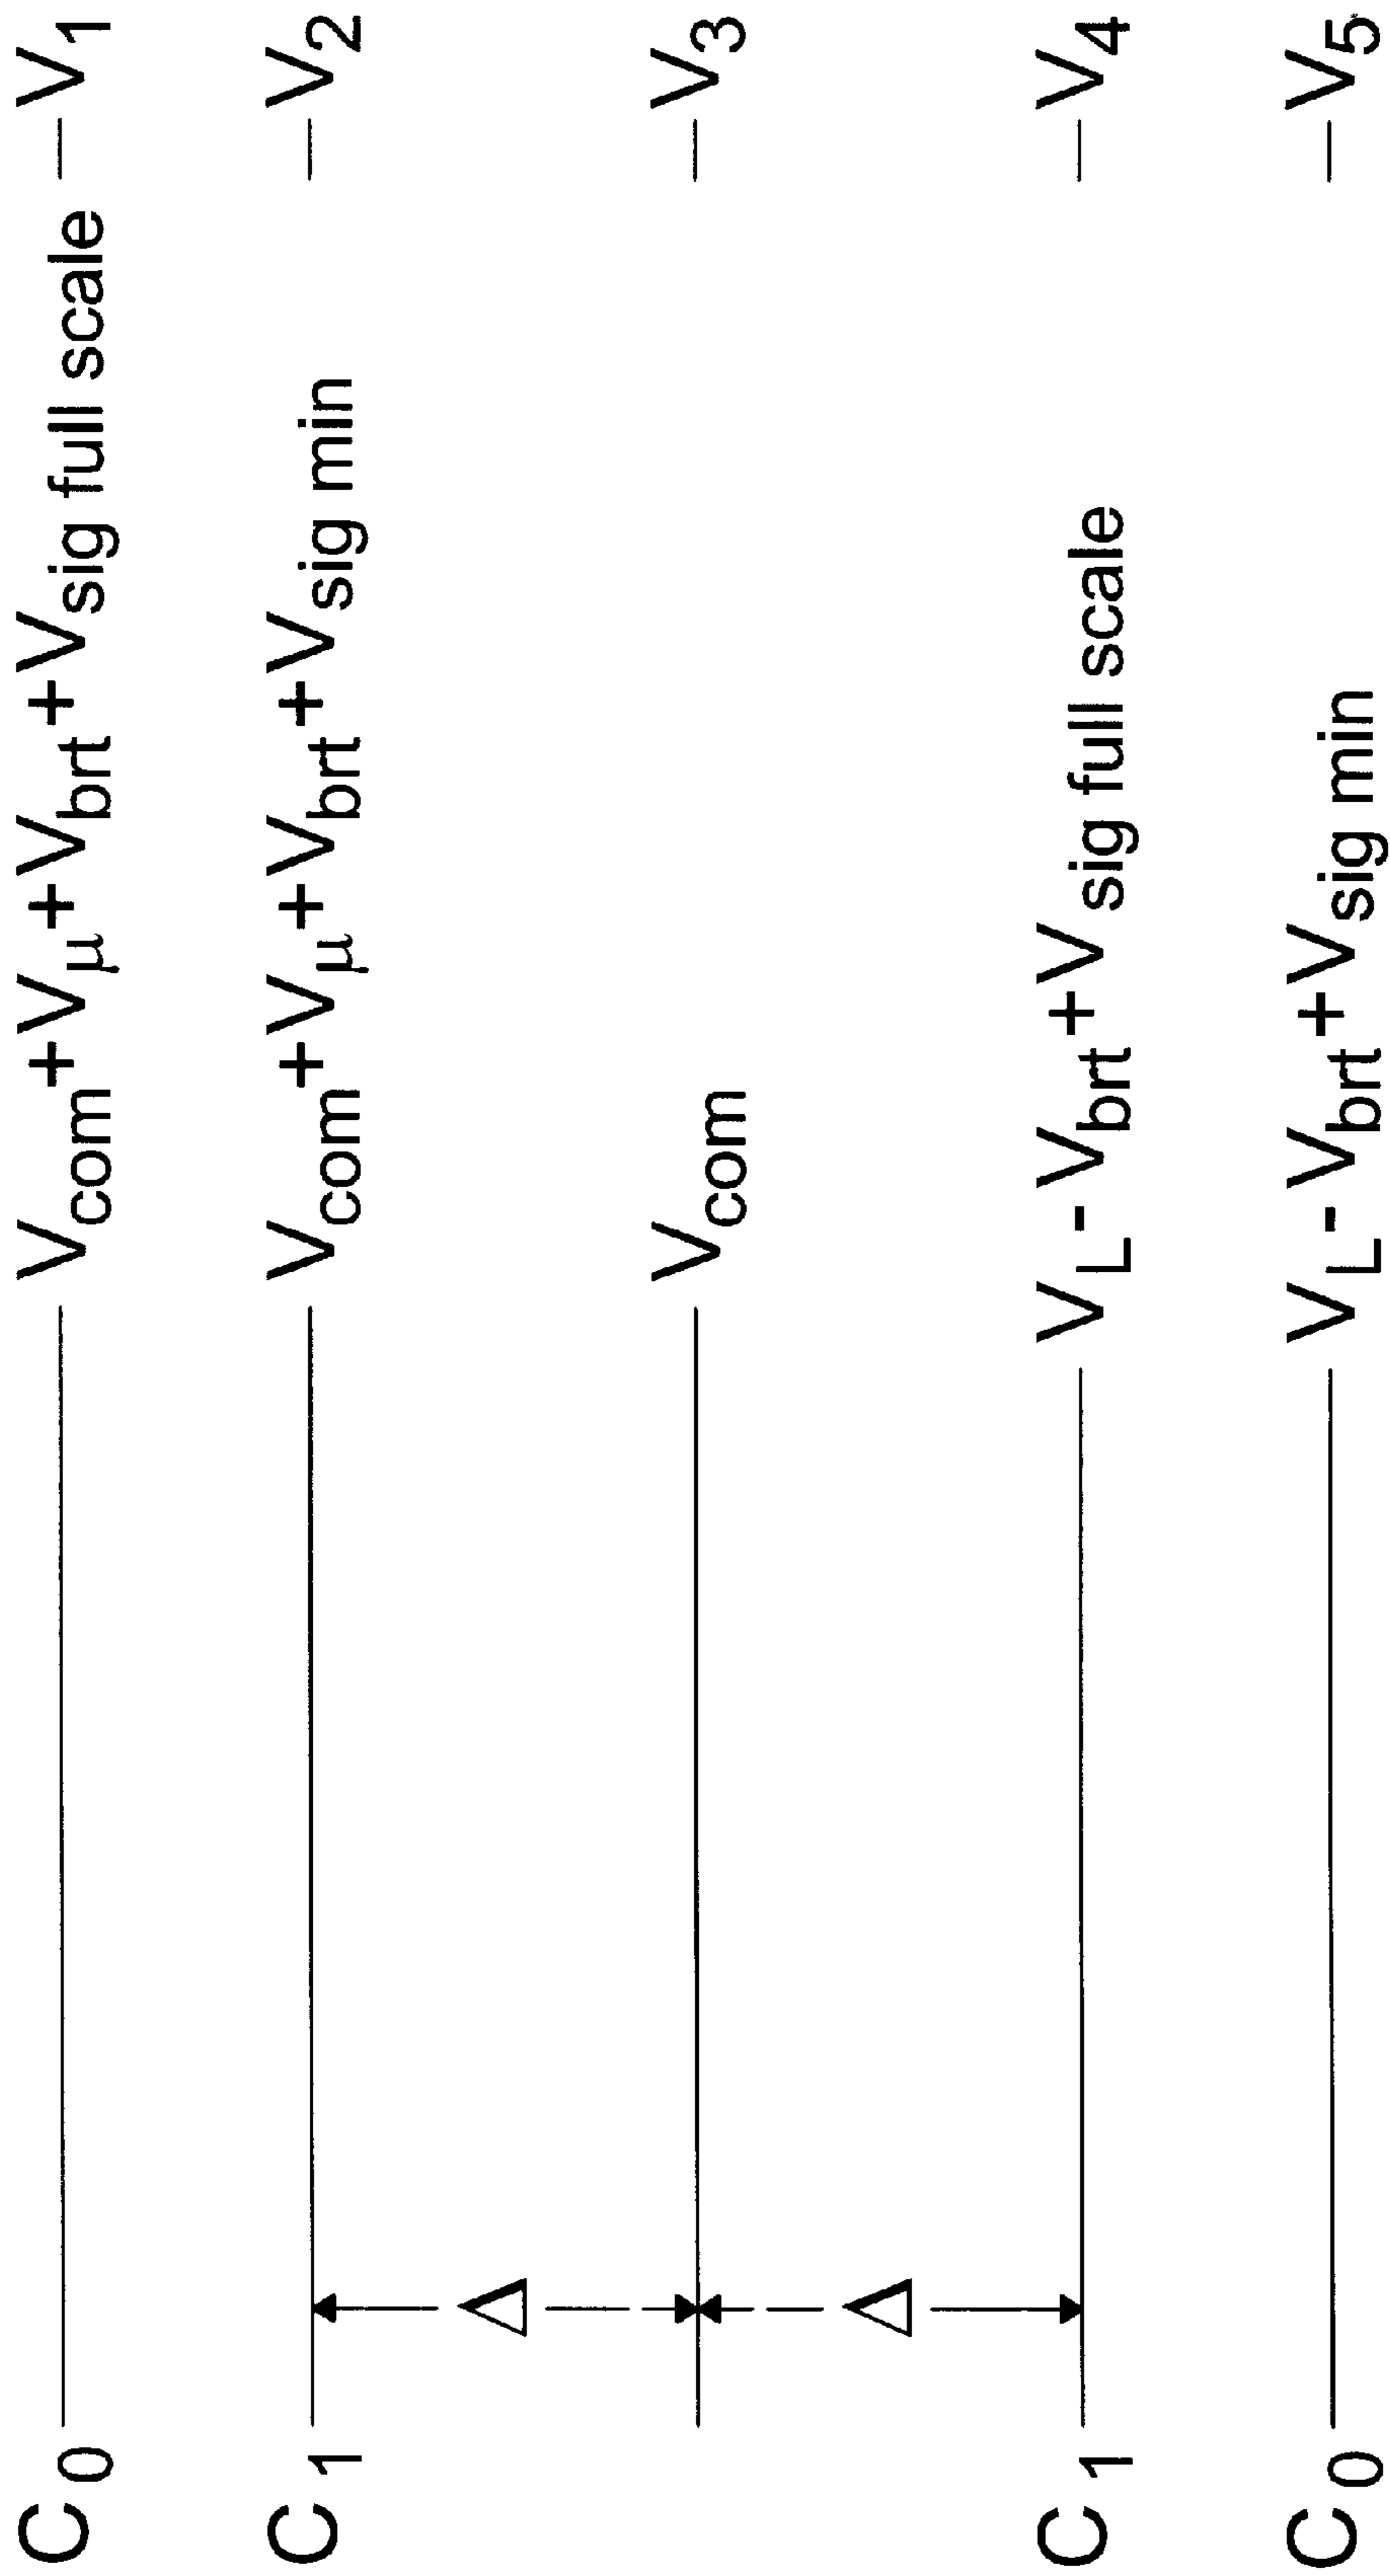 C0 Vcom+Vμ+Vbrt+Vsig full scale —V1
C1 Vcom+Vμ+Vbrt+Vsig min —V2
Δ
Vcom —V3
Δ
C1 VL-Vbrt+Vsig full scale —V4
C0 VL-Vbrt+Vsig min —V5